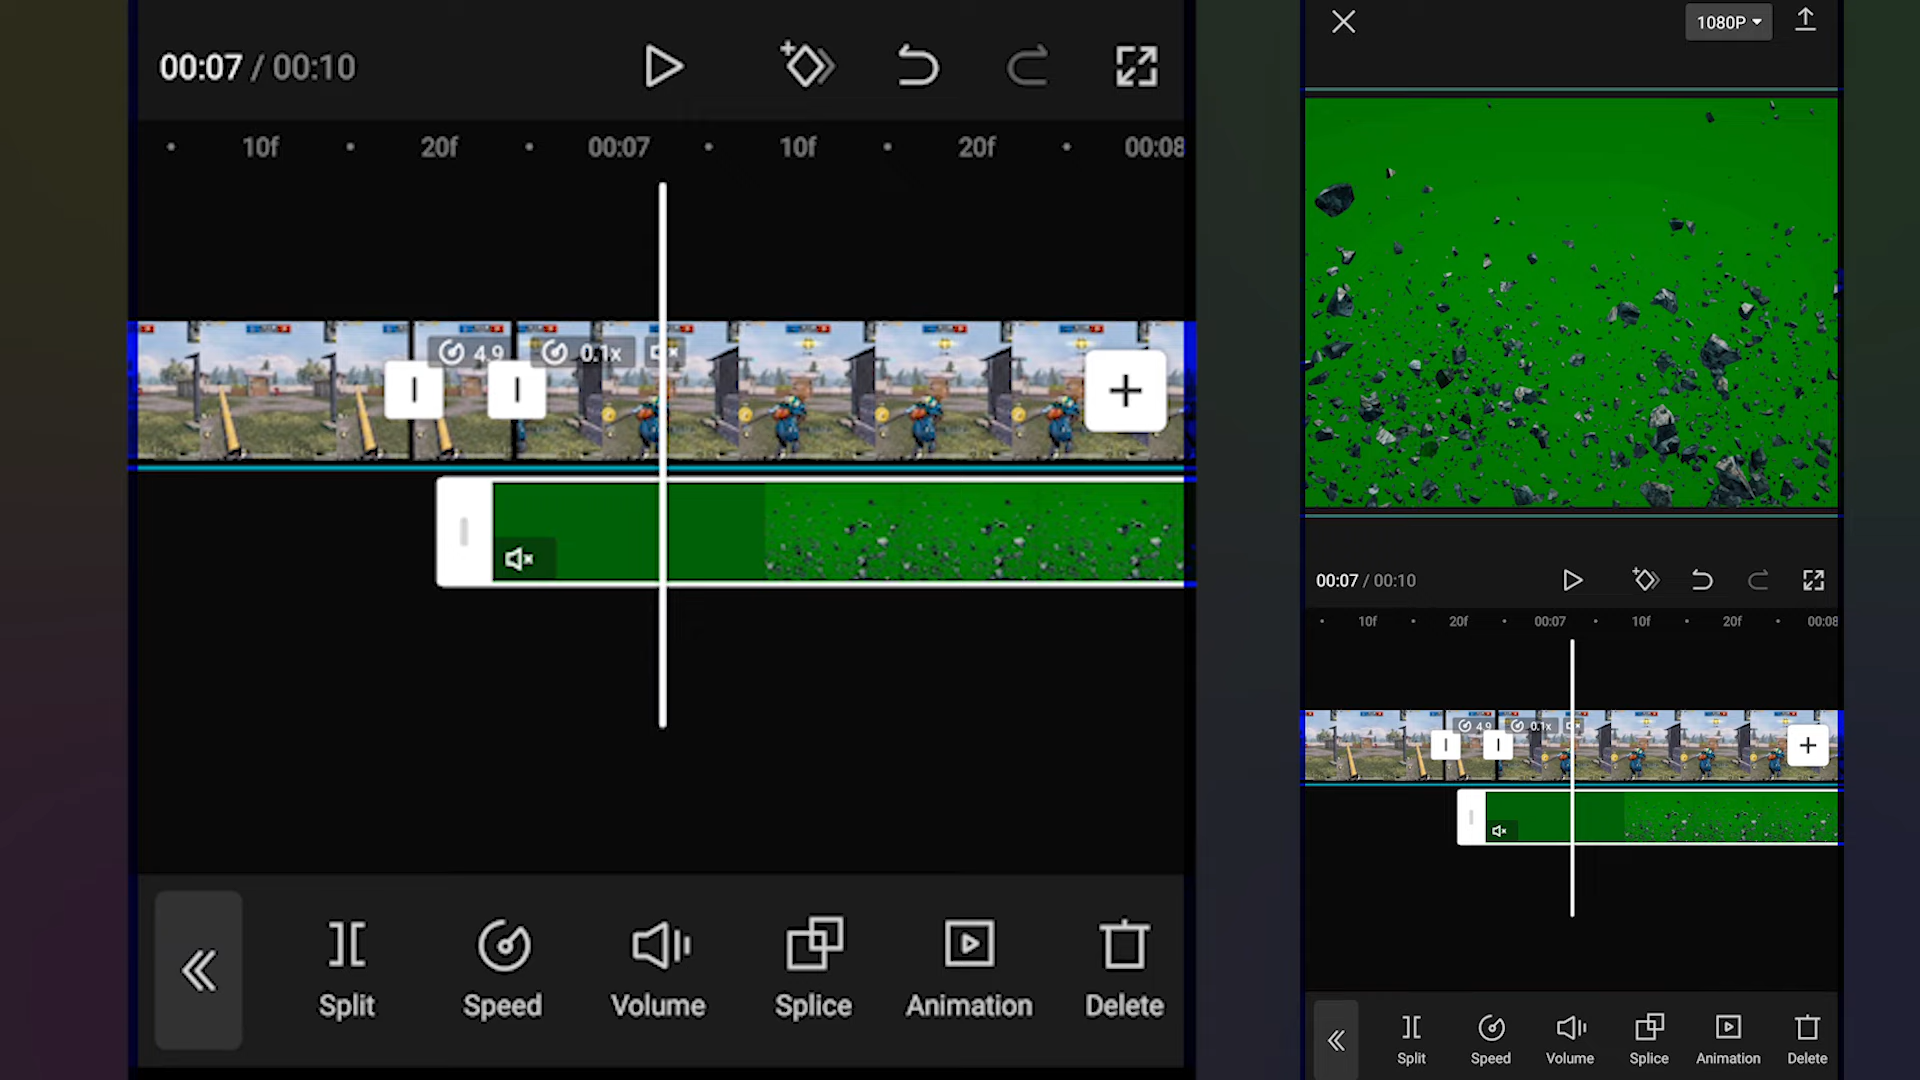 00:07 / 00:10
10f 20f 00:07 10f 20f 00:08
4.9 0.1x
Split Speed Volume Splice Animation Delete
1080P
00:07 / 00:10
10f 20f 00:07 10f 20f 00:08
4.9 0.1x
Split Speed Volume Splice Animation Delete